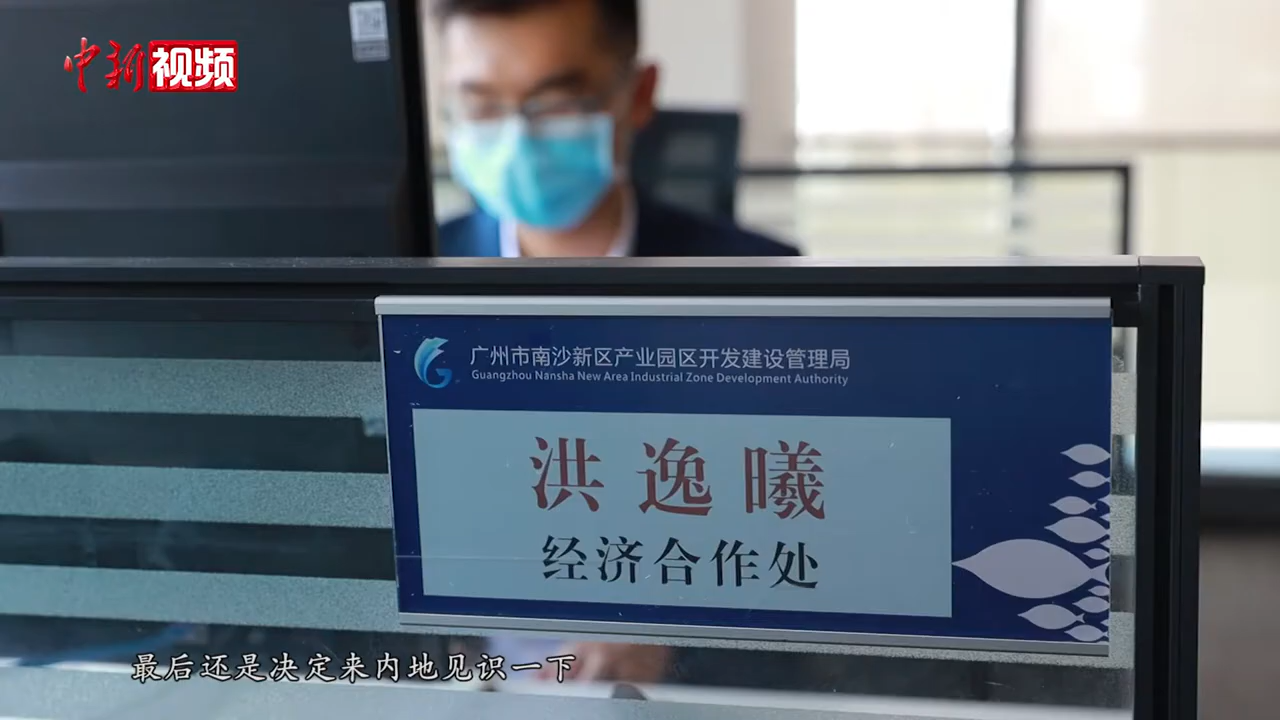 中新视频
广州市南沙新区产业园区开发建设管理局
Guangzhou Nansha New Area Industrial Zone Development Authority
洪逸曦
经济合作处
最后还是决定来内地见识一下